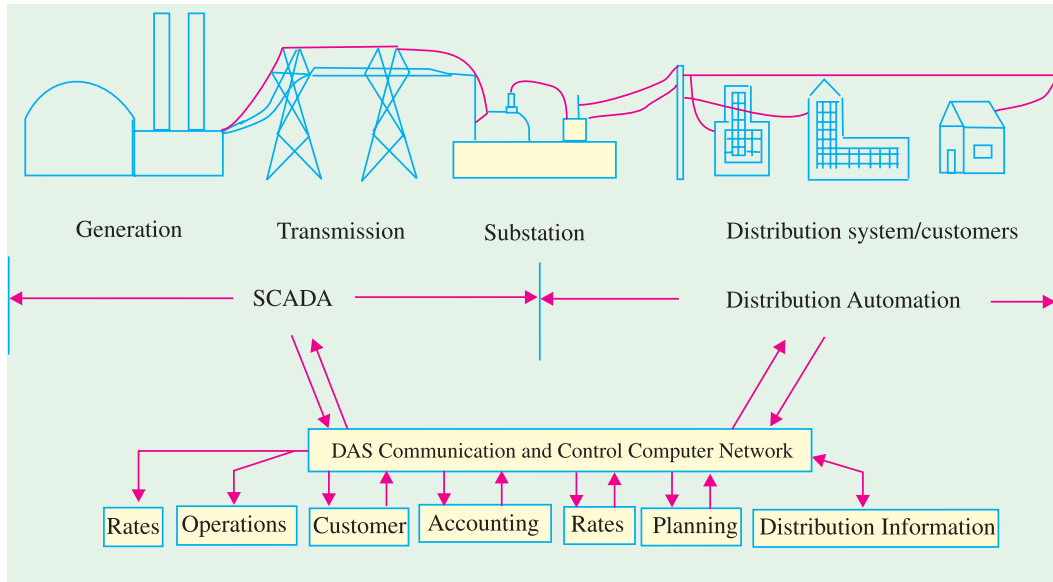 Generation
Transmission
Substation
Distribution system/customers
SCADA
Distribution Automation
DAS Communication and Control Computer Network
Rates
Operations
Customer
Accounting
Rates
Planning
Distribution Information